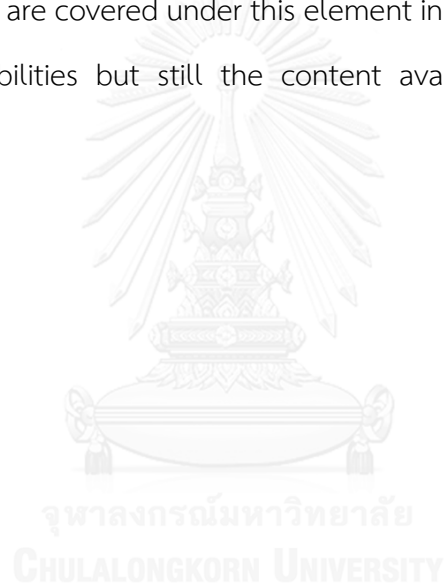 are covered under this element in
bilities but still the content ava
จุฬาลงกรณ์มหาวิทยาลัย
CHULALONGKORN UNIVERSITY